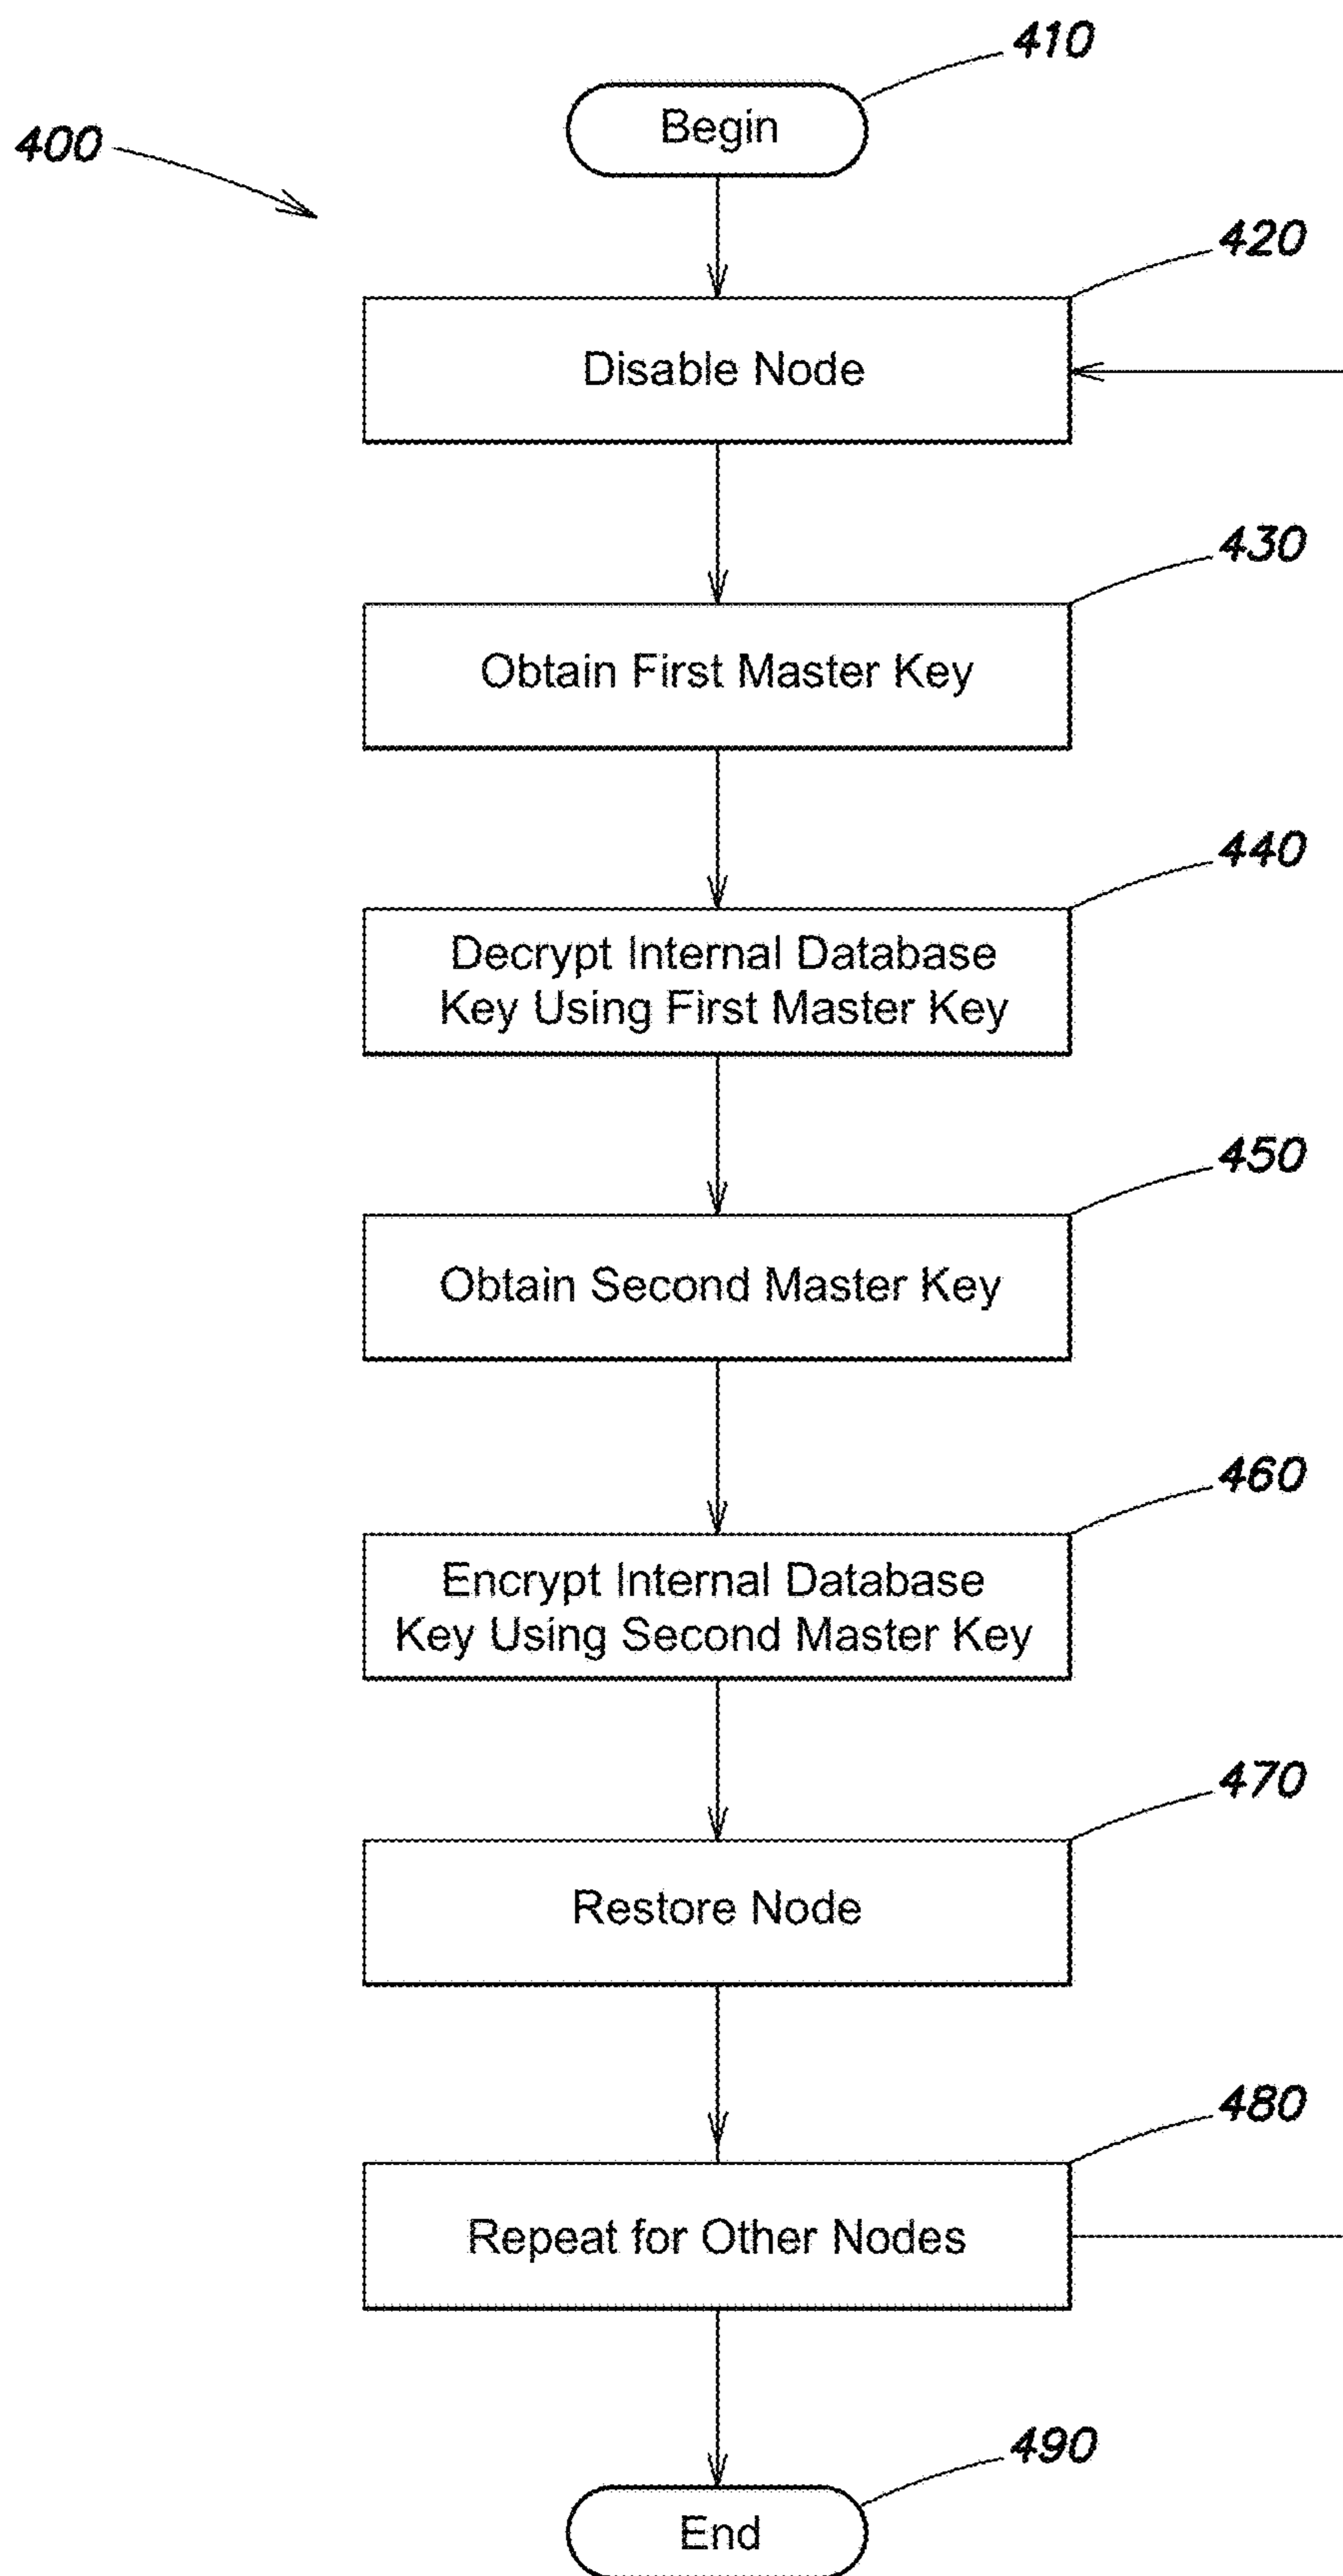 410
Begin
400
420
Disable Node
430
Obtain First Master Key
440
Decrypt Internal Database
Key Using First Master Key
450
Obtain Second Master Key
460
Encrypt Internal Database
Key Using Second Master Key
470
Restore Node
480
Repeat for Other Nodes
490
End